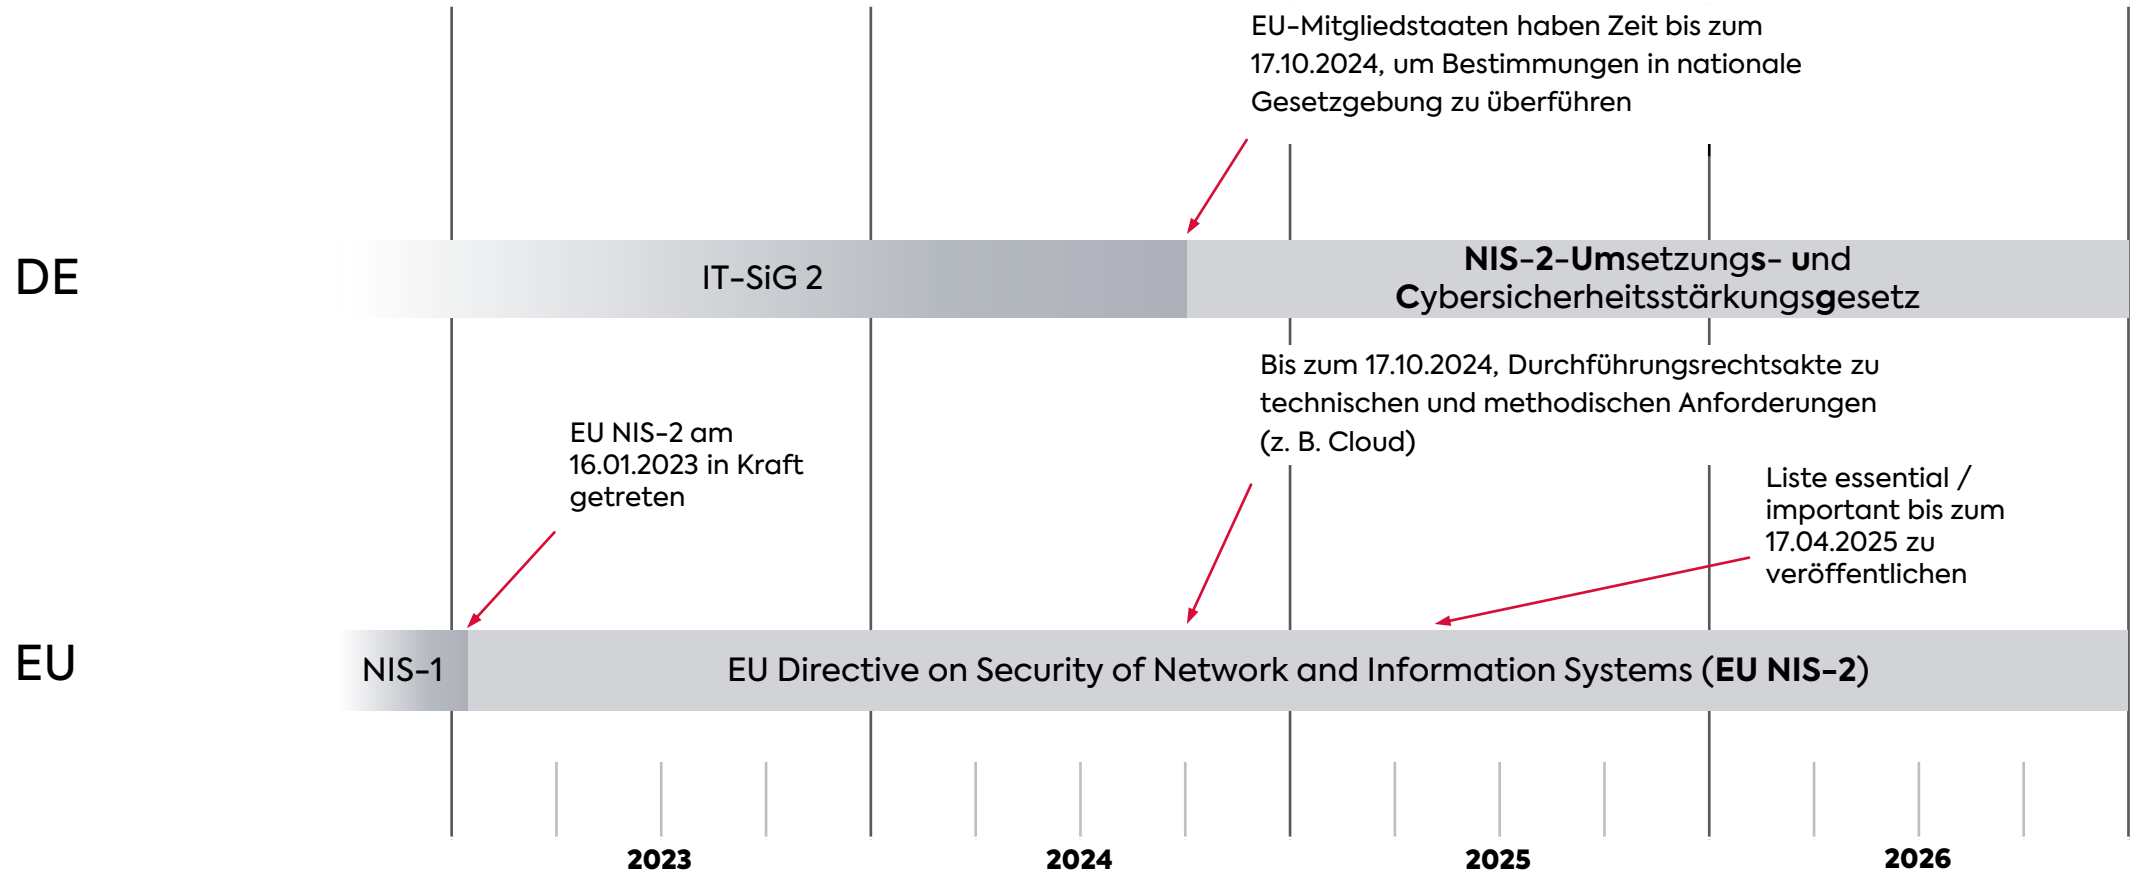 EU-Mitgliedstaaten haben Zeit bis zum
17.10.2024, um Bestimmungen in nationale
Gesetzgebung zu überführen
DE
IT-SiG 2
NIS-2-Umsetzungs- und
Cybersicherheitsstärkungsgesetz
Bis zum 17.10.2024, Durchführungsrechtsakte zu
technischen und methodischen Anforderungen
(z. B. Cloud)
EU NIS-2 am
16.01.2023 in Kraft
getreten
Liste essential /
important bis zum
17.04.2025 zu
veröffentlichen
EU
NIS-1
EU Directive on Security of Network and Information Systems (EU NIS-2)
2023
2024
2025
2026